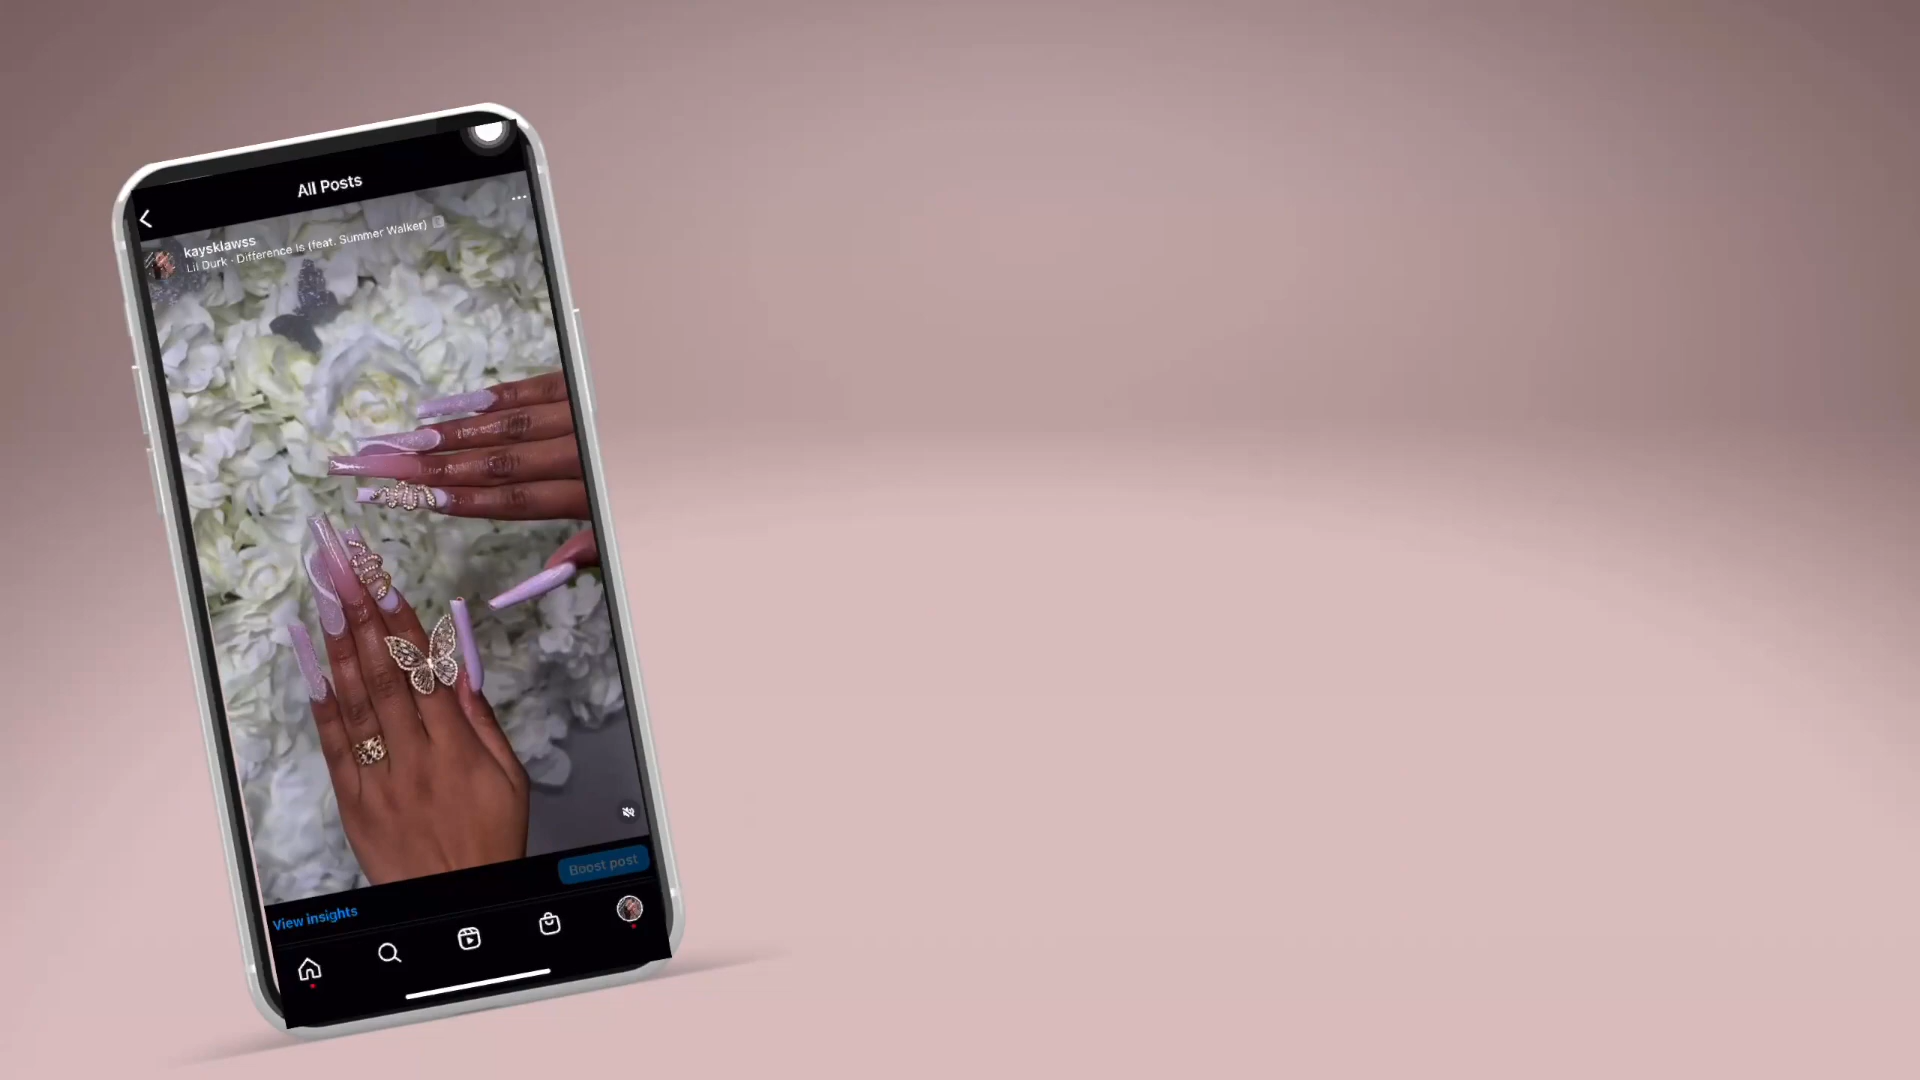 All Posts
kaysklawss
Lil Durk · Difference Is (feat. Summer Walker)
Boost post
View insights